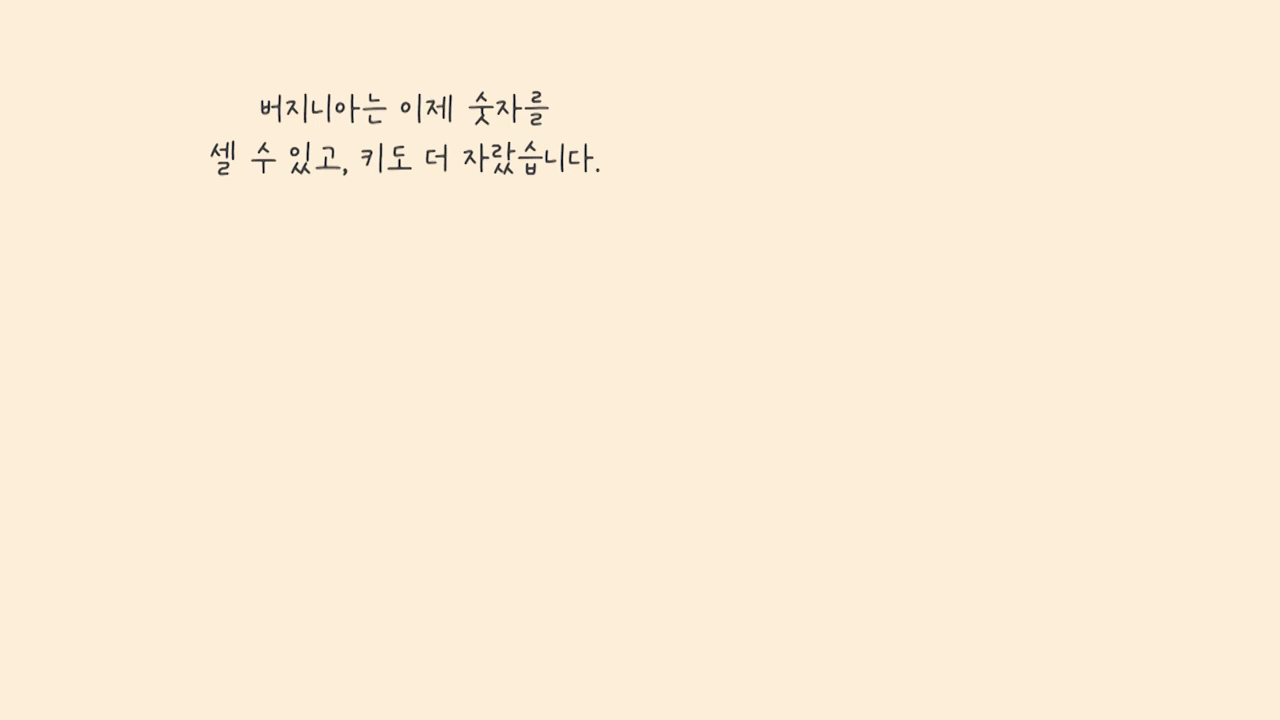 버지니아는 이제 숫자를
셀 수 있고, 키도 더 자랐습니다.